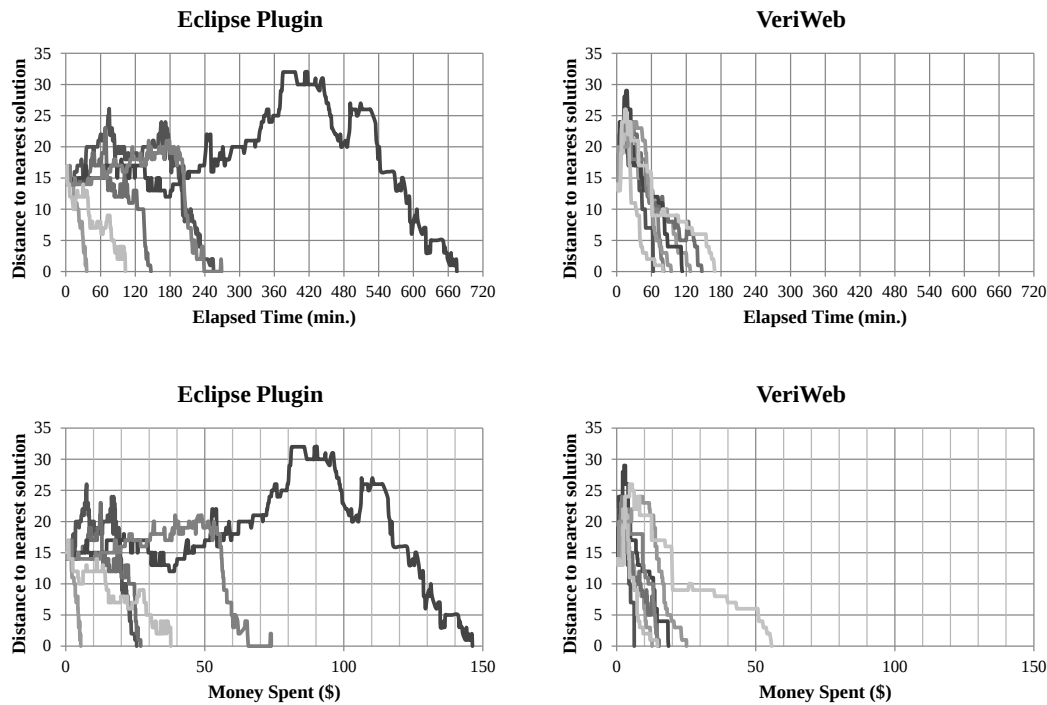 Eclipse Plugin
VeriWeb
Distance to nearest solution
35
30
25
20
15
10
5
0
0 60 120 180 240 300 360 420 480 540 600 660 720
Elapsed Time (min.)
Distance to nearest solution
35
30
25
20
15
10
5
0
0 60 120 180 240 300 360 420 480 540 600 660 720
Elapsed Time (min.)
Eclipse Plugin
VeriWeb
Distance to nearest solution
35
30
25
20
15
10
5
0
0 50 100 150
Money Spent ($)
Distance to nearest solution
35
30
25
20
15
10
5
0
0 50 100 150
Money Spent ($)